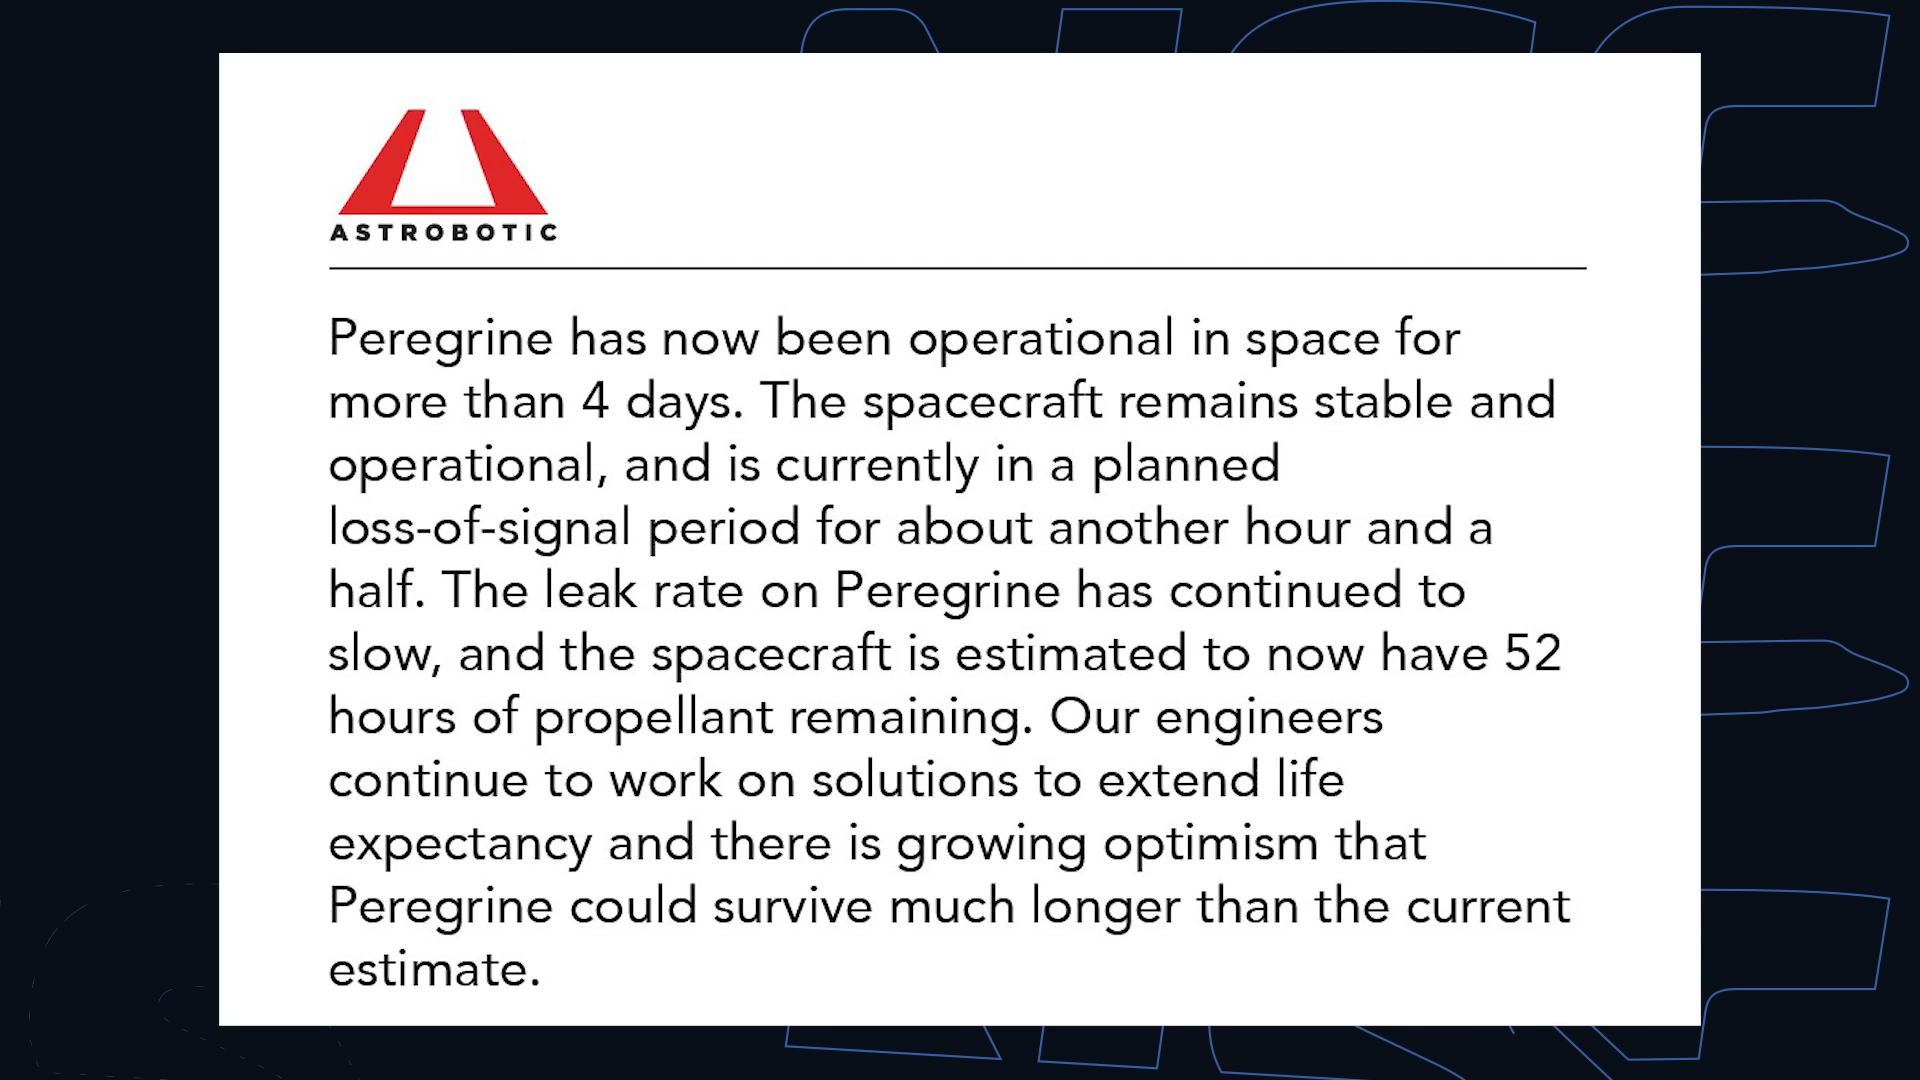 ASTROBOTIC
Peregrine has now been operational in space for
more than 4 days. The spacecraft remains stable and
operational, and is currently in a planned
loss-of-signal period for about another hour and a
half. The leak rate on Peregrine has continued to
slow, and the spacecraft is estimated to now have 52
hours of propellant remaining. Our engineers
continue to work on solutions to extend life
expectancy and there is growing optimism that
Peregrine could survive much longer than the current
estimate.